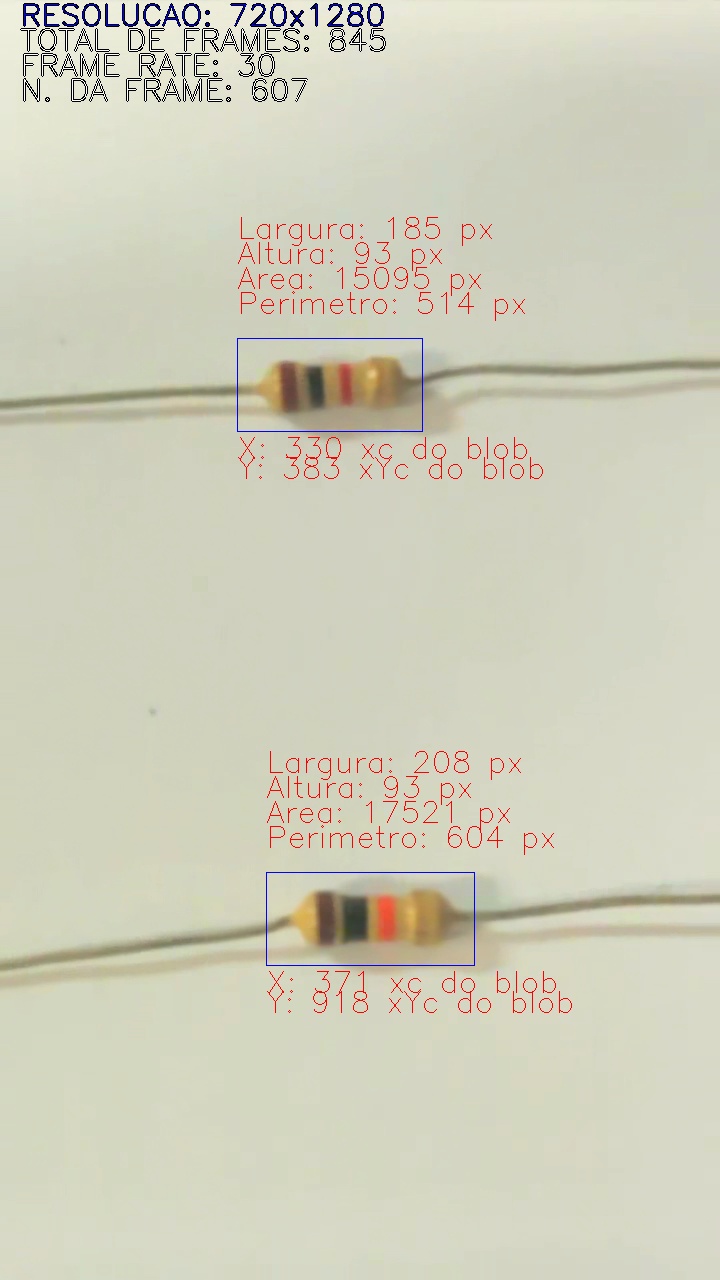 RESOLUCAO: 720x1280
TOTAL DE FRAMES: 845
FRAME RATE: 30
N. DA FRAME: 607
Largura: 185 px
Altura: 93 px
Area: 15095 px
Perimetro: 514 px
X: 330 xc do blob
Y: 383 xYc do blob
Largura: 208 px
Altura: 93 px
Area: 17521 px
Perimetro: 604 px
X: 371 xc do blob
Y: 918 xYc do blob